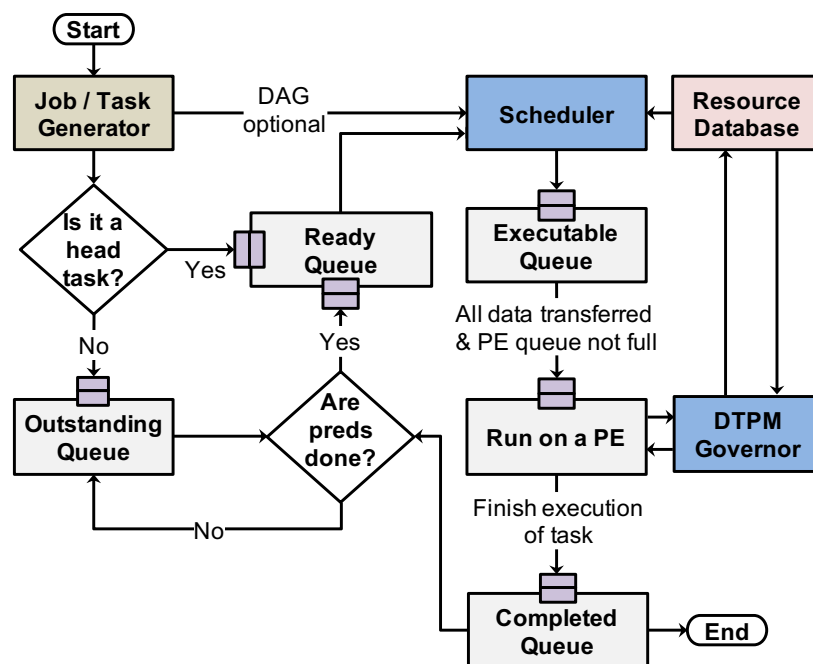 Start
Job / Task
Generator
DAG
optional
Scheduler
Resource
Database
Is it a
head
task?
Yes
Ready
Queue
Executable
Queue
No
Yes
All data transferred
& PE queue not full
Outstanding
Queue
Are
preds
done?
Run on a PE
DTPM
Governor
No
Finish execution
of task
Completed
Queue
End